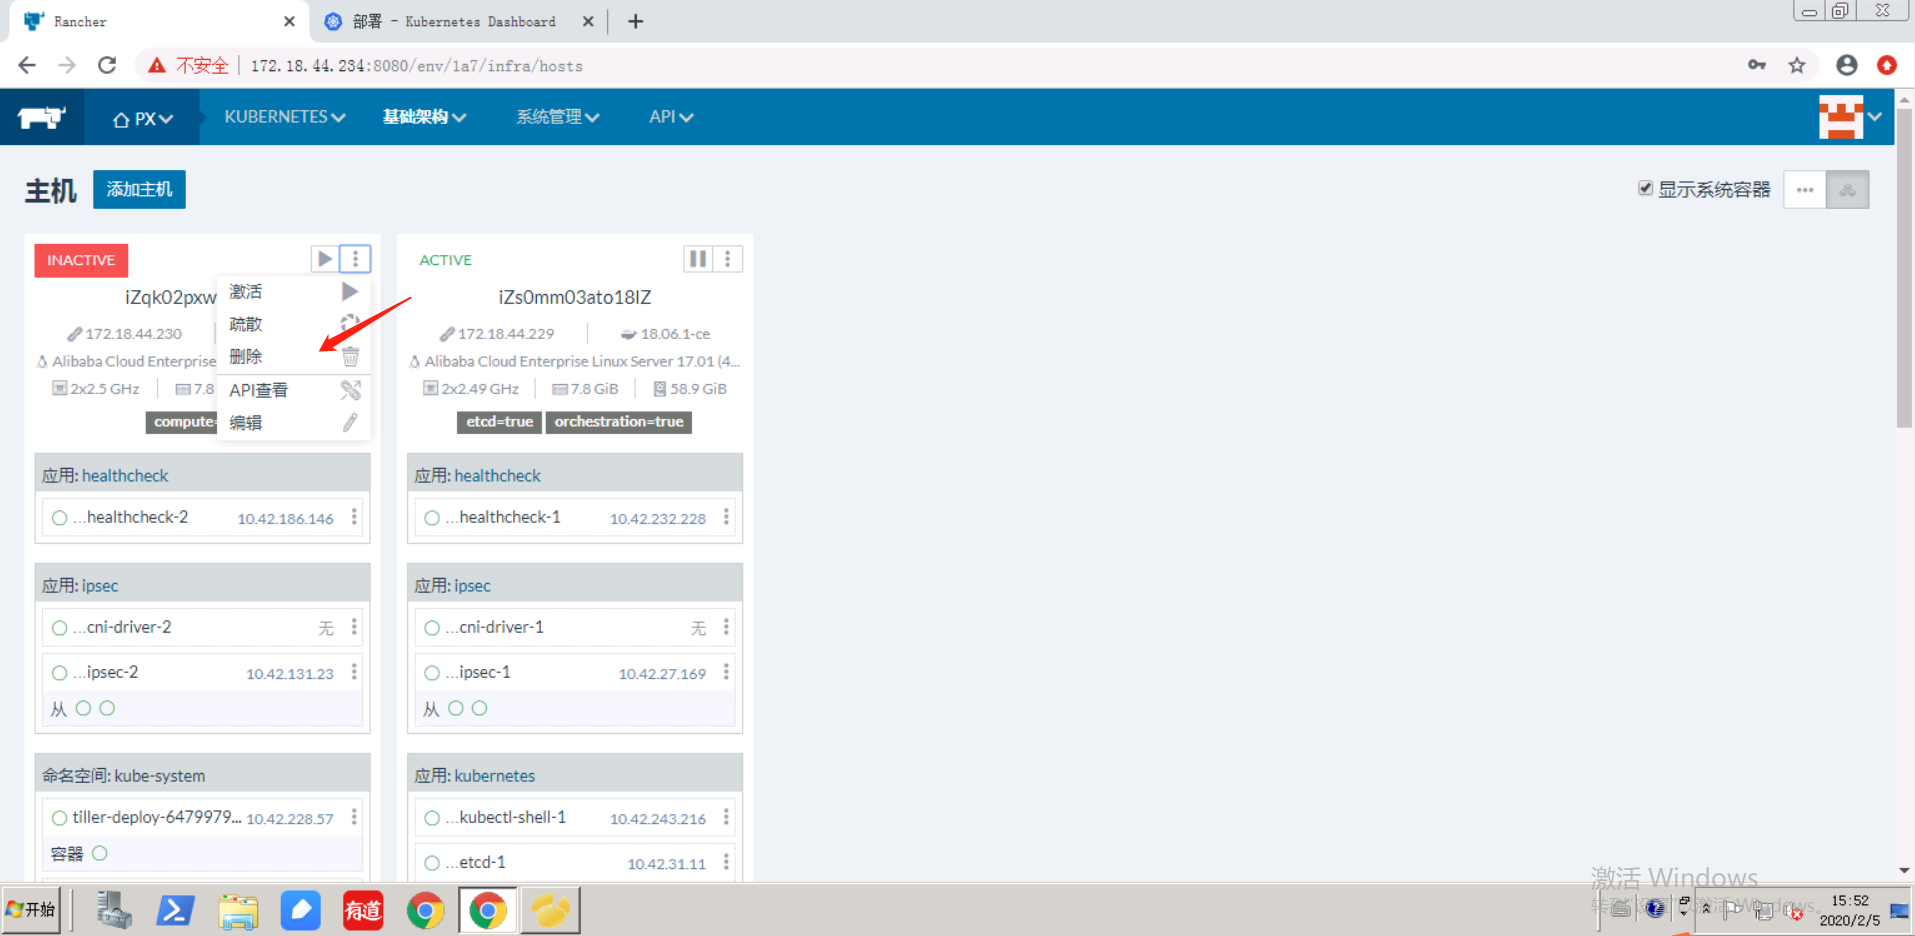 Rancher
部署 - Kubernetes Dashboard
不安全 172.18.44.234:8080/env/1a7/infra/hosts
PX KUBERNETES 基础架构 系统管理 API
主机 添加主机 显示系统容器
INACTIVE
iZqk02pxw
172.18.44.230
Alibaba Cloud Enterprise
2x2.5 GHz 7.8
compute=
激活
疏散
删除
API查看
编辑
应用: healthcheck
...healthcheck-2 10.42.186.146
应用: ipsec
...cni-driver-2 无
...ipsec-2 10.42.131.23
从
命名空间: kube-system
tiller-deploy-6479979... 10.42.228.57
容器
ACTIVE
iZs0mm03ato18lZ
172.18.44.229 18.06.1-ce
Alibaba Cloud Enterprise Linux Server 17.01 (4...
2x2.49 GHz 7.8 GiB 58.9 GiB
etcd=true orchestration=true
应用: healthcheck
...healthcheck-1 10.42.232.228
应用: ipsec
...cni-driver-1 无
...ipsec-1 10.42.27.169
从
应用: kubernetes
...kubectl-shell-1 10.42.243.216
...etcd-1 10.42.31.11
激活 Windows
开始
有道
15:52
2020/2/5